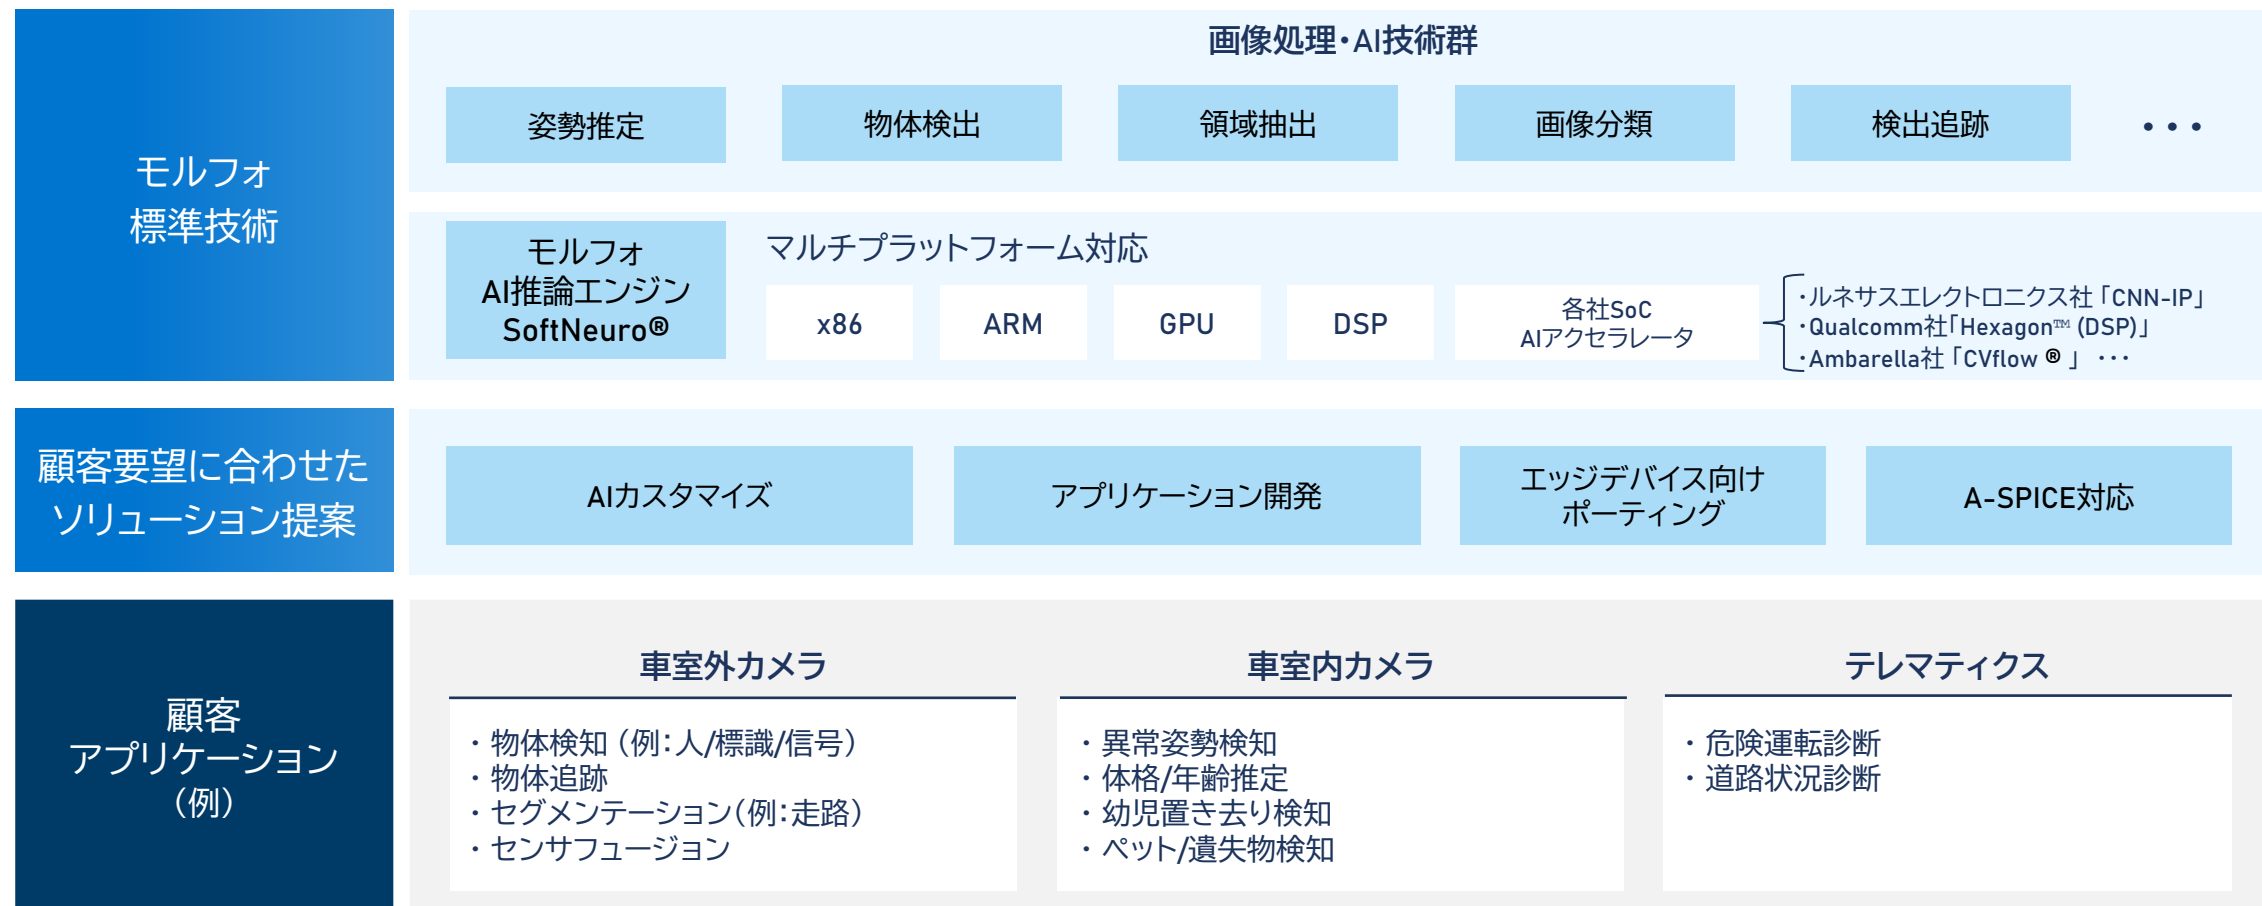 モルフォ
標準技術
画像処理・AI技術群
姿勢推定
物体検出
領域抽出
画像分類
検出追跡
・・・
モルフォ
AI推論エンジン
SoftNeuro®
マルチプラットフォーム対応
x86
ARM
GPU
DSP
各社SoC
AIアクセラレータ
・ルネサスエレクトロニクス社「CNN-IP」
・Qualcomm社「Hexagon™ (DSP)」
・Ambarella社「CVflow ® 」 ・・・
顧客要望に合わせた
ソリューション提案
AIカスタマイズ
アプリケーション開発
エッジデバイス向け
ポーティング
A-SPICE対応
顧客
アプリケーション
（例）
車室外カメラ
・ 物体検知（例：人/標識/信号）
・ 物体追跡
・ セグメンテーション（例：走路）
・ センサフュージョン
車室内カメラ
・ 異常姿勢検知
・ 体格/年齢推定
・ 幼児置き去り検知
・ ペット/遺失物検知
テレマティクス
・ 危険運転診断
・ 道路状況診断